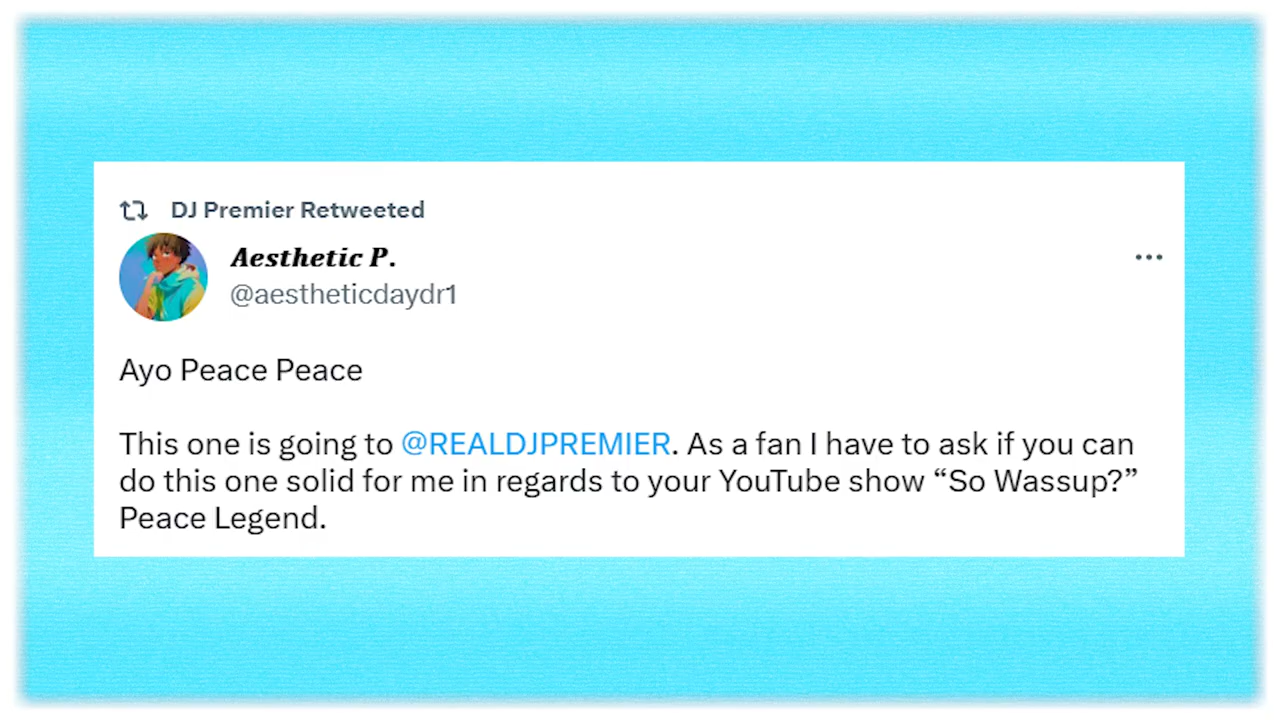 DJ Premier Retweeted
Aesthetic P.
@aestheticdaydr1
Ayo Peace Peace
This one is going to @REALDJPREMIER. As a fan I have to ask if you can
do this one solid for me in regards to your YouTube show “So Wassup?”
Peace Legend.